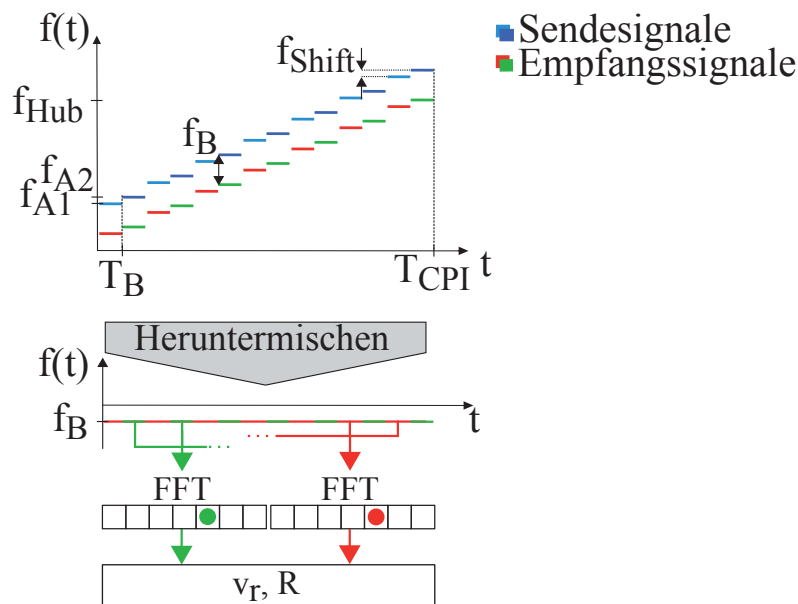 f(t)
f_Shift
Sendesignale
Empfangssignale
f_Hub
f_B
f_A2
f_A1
T_B
T_CPI
t
Heruntermischen
f(t)
t
f_B
FFT
FFT
v_r, R